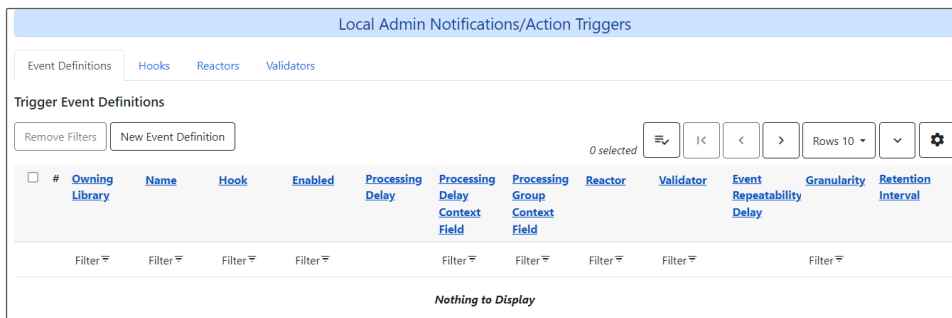 Local Admin Notifications/Action Triggers
Event Definitions Hooks Reactors Validators
Trigger Event Definitions
Remove Filters New Event Definition 0 selected Rows 10
# Owning Library Name Hook Enabled Processing Delay Processing Delay Context Field Processing Group Context Field Reactor Validator Event Repeatability Delay Granularity Retention Interval
Filter Filter Filter Filter Filter Filter Filter Filter Filter
Nothing to Display